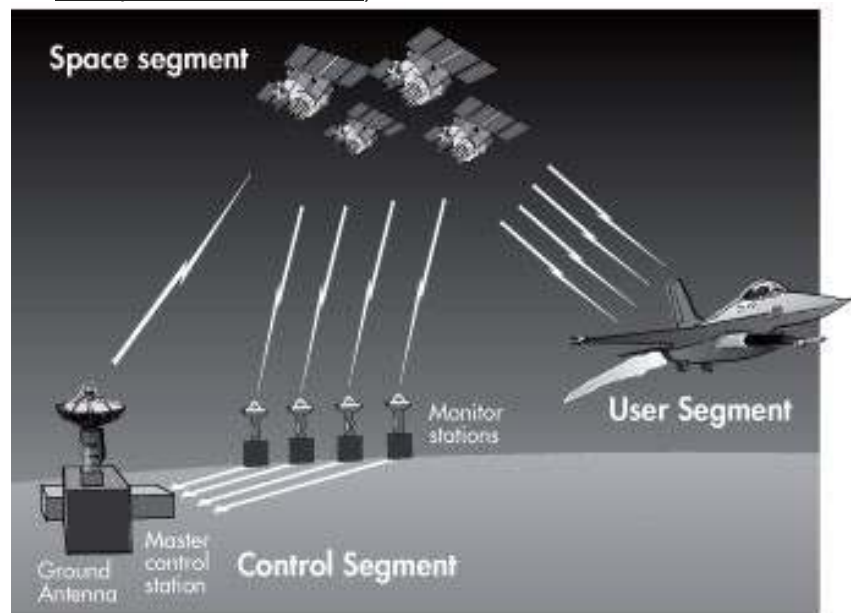 Space segment
Monitor
stations
User Segment
Master
control
station
Control Segment
Ground
Antenna